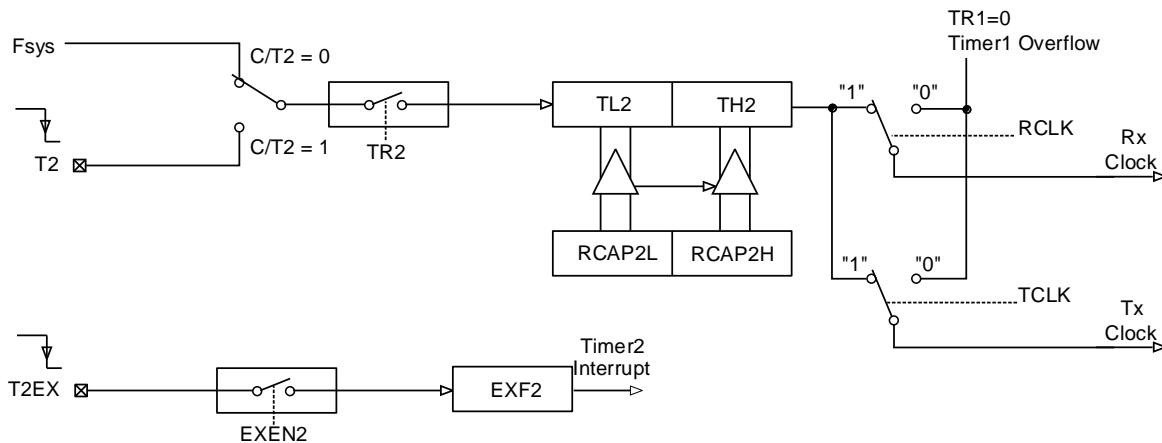 TR1=0
Timer1 Overflow
Fsys
C/T2 = 0
TL2
TH2
"1"
"0"
RCLK
Rx
Clock
C/T2 = 1
TR2
T2
RCAP2L
RCAP2H
"1"
"0"
TCLK
Tx
Clock
Timer2
Interrupt
T2EX
EXF2
EXEN2